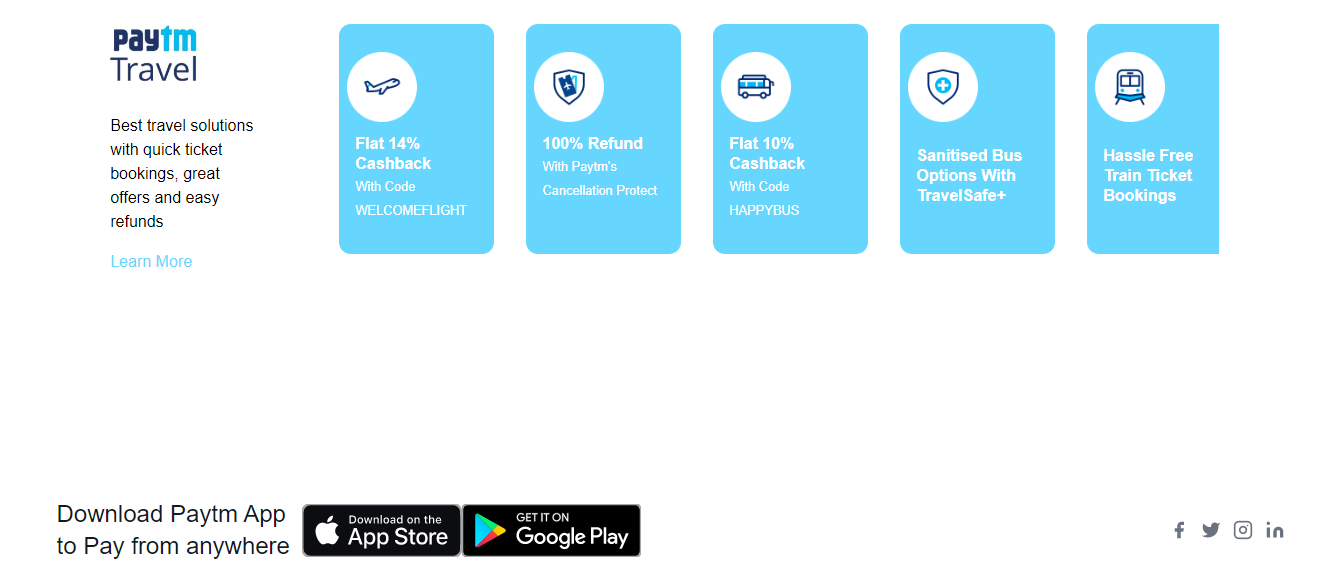 paytm
Travel
Best travel solutions
with quick ticket
bookings, great
offers and easy
refunds
Learn More
Flat 14%
Cashback
With Code
WELCOMEFLIGHT
100% Refund
With Paytm's
Cancellation Protect
Flat 10%
Cashback
With Code
HAPPYBUS
Sanitised Bus
Options With
TravelSafe+
Hassle Free
Train Ticket
Bookings
Download Paytm App
to Pay from anywhere
Download on the
App Store
GET IT ON
Google Play